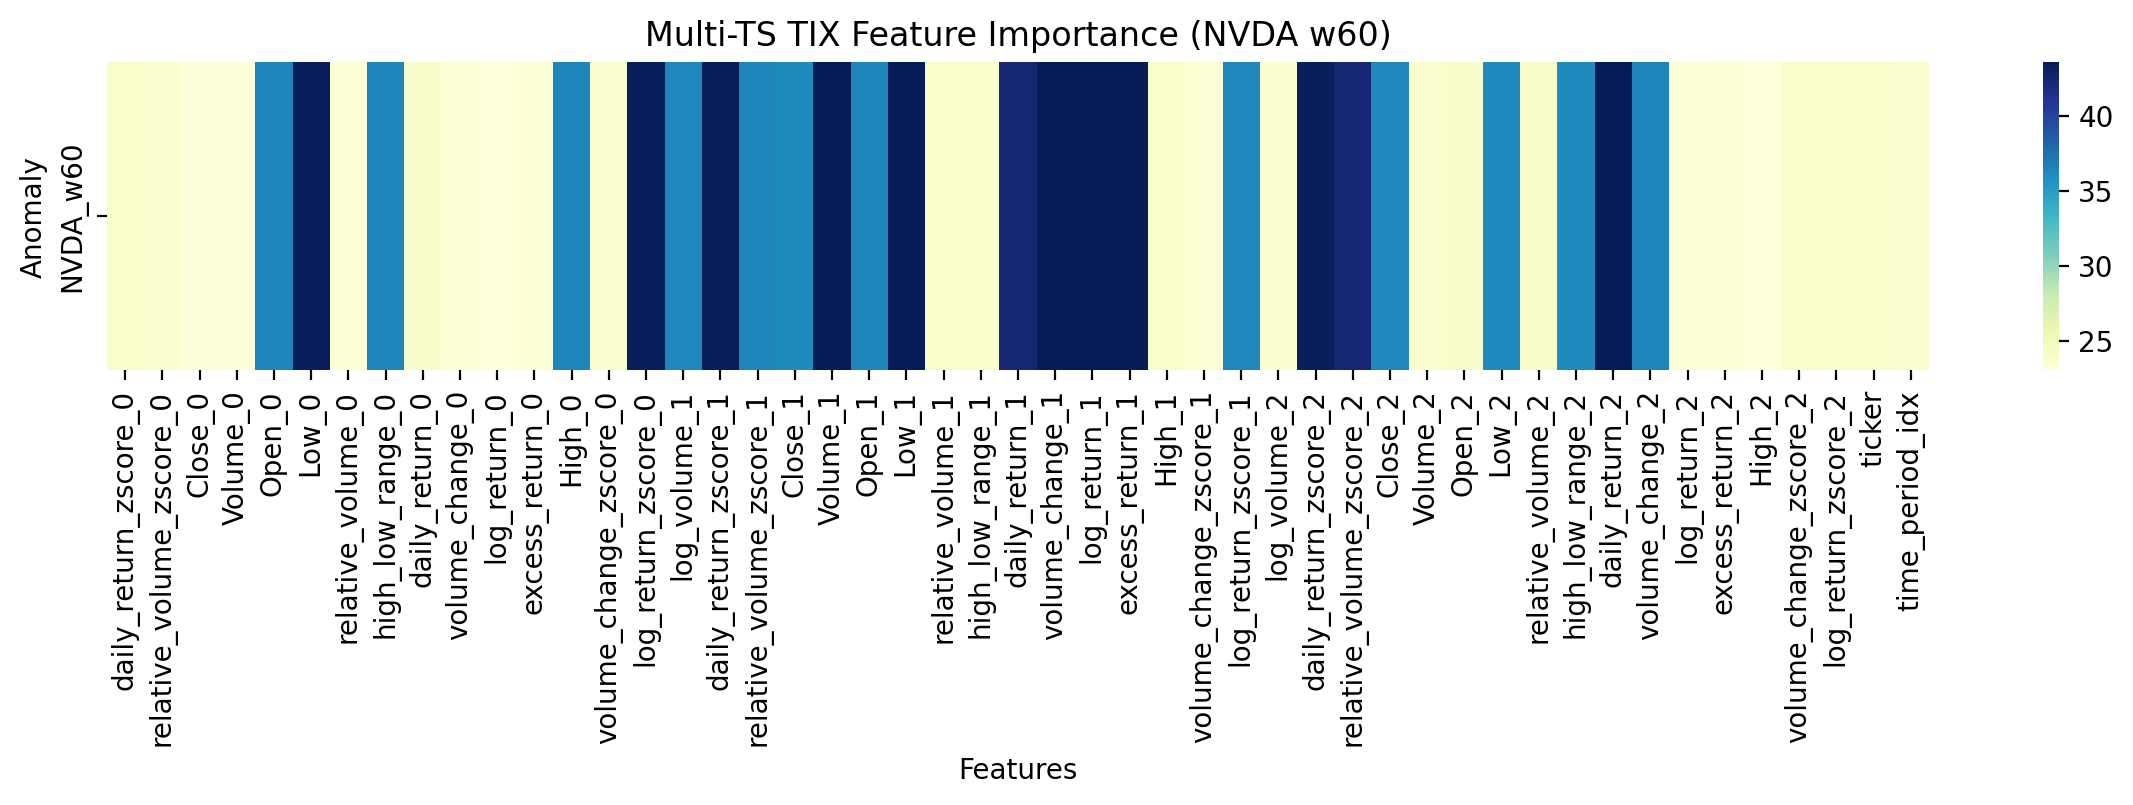 Multi-TS TIX Feature Importance (NVDA w60)
Anomaly
NVDA_w60
40
35
30
25
daily_return_zscore_0
relative_volume_zscore_0
Close_0
Volume_0
Open_0
Low_0
relative_volume_0
high_low_range_0
daily_return_0
volume_change_0
log_return_0
excess_return_0
High_0
volume_change_zscore_0
log_return_zscore_0
log_volume_1
daily_return_zscore_1
relative_volume_zscore_1
Close_1
Volume_1
Open_1
Low_1
relative_volume_1
high_low_range_1
daily_return_1
volume_change_1
log_return_1
excess_return_1
High_1
volume_change_zscore_1
log_return_zscore_1
log_volume_2
daily_return_zscore_2
relative_volume_zscore_2
Close_2
Volume_2
Open_2
Low_2
relative_volume_2
high_low_range_2
daily_return_2
volume_change_2
log_return_2
excess_return_2
High_2
volume_change_zscore_2
log_return_zscore_2
ticker
time_period_idx
Features